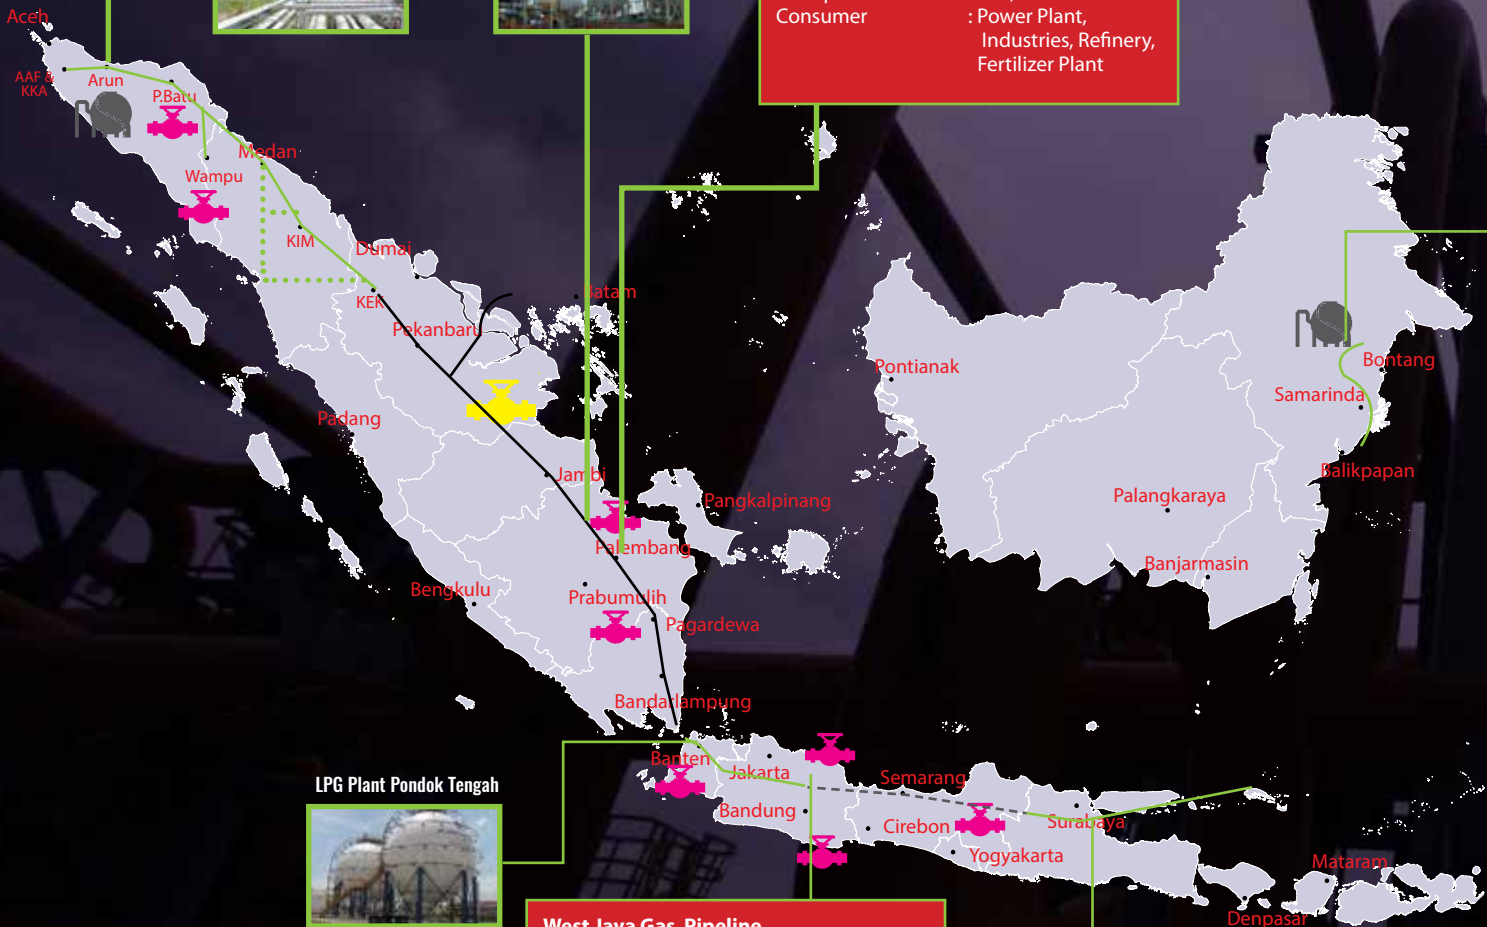 Aceh
Consumer : Power Plant,
Industries, Refinery,
Fertilizer Plant
AAF &
KKA
Arun
P.Batu
Medan
Wampu
KIM
Dumai
KEK
Batam
Pekanbaru
Pontianak
Bontang
Samarinda
Padang
Balikpapan
Jambi
Palangkaraya
Pangkalpinang
Palembang
Banjarmasin
Bengkulu
Prabumulih
Pagardewa
Bandarlampung
Banten
Jakarta
Semarang
LPG Plant Pondok Tengah
Bandung
Cirebon
Surabaya
Yogyakarta
Mataram
Denpasar
West Java Gas Pipeline